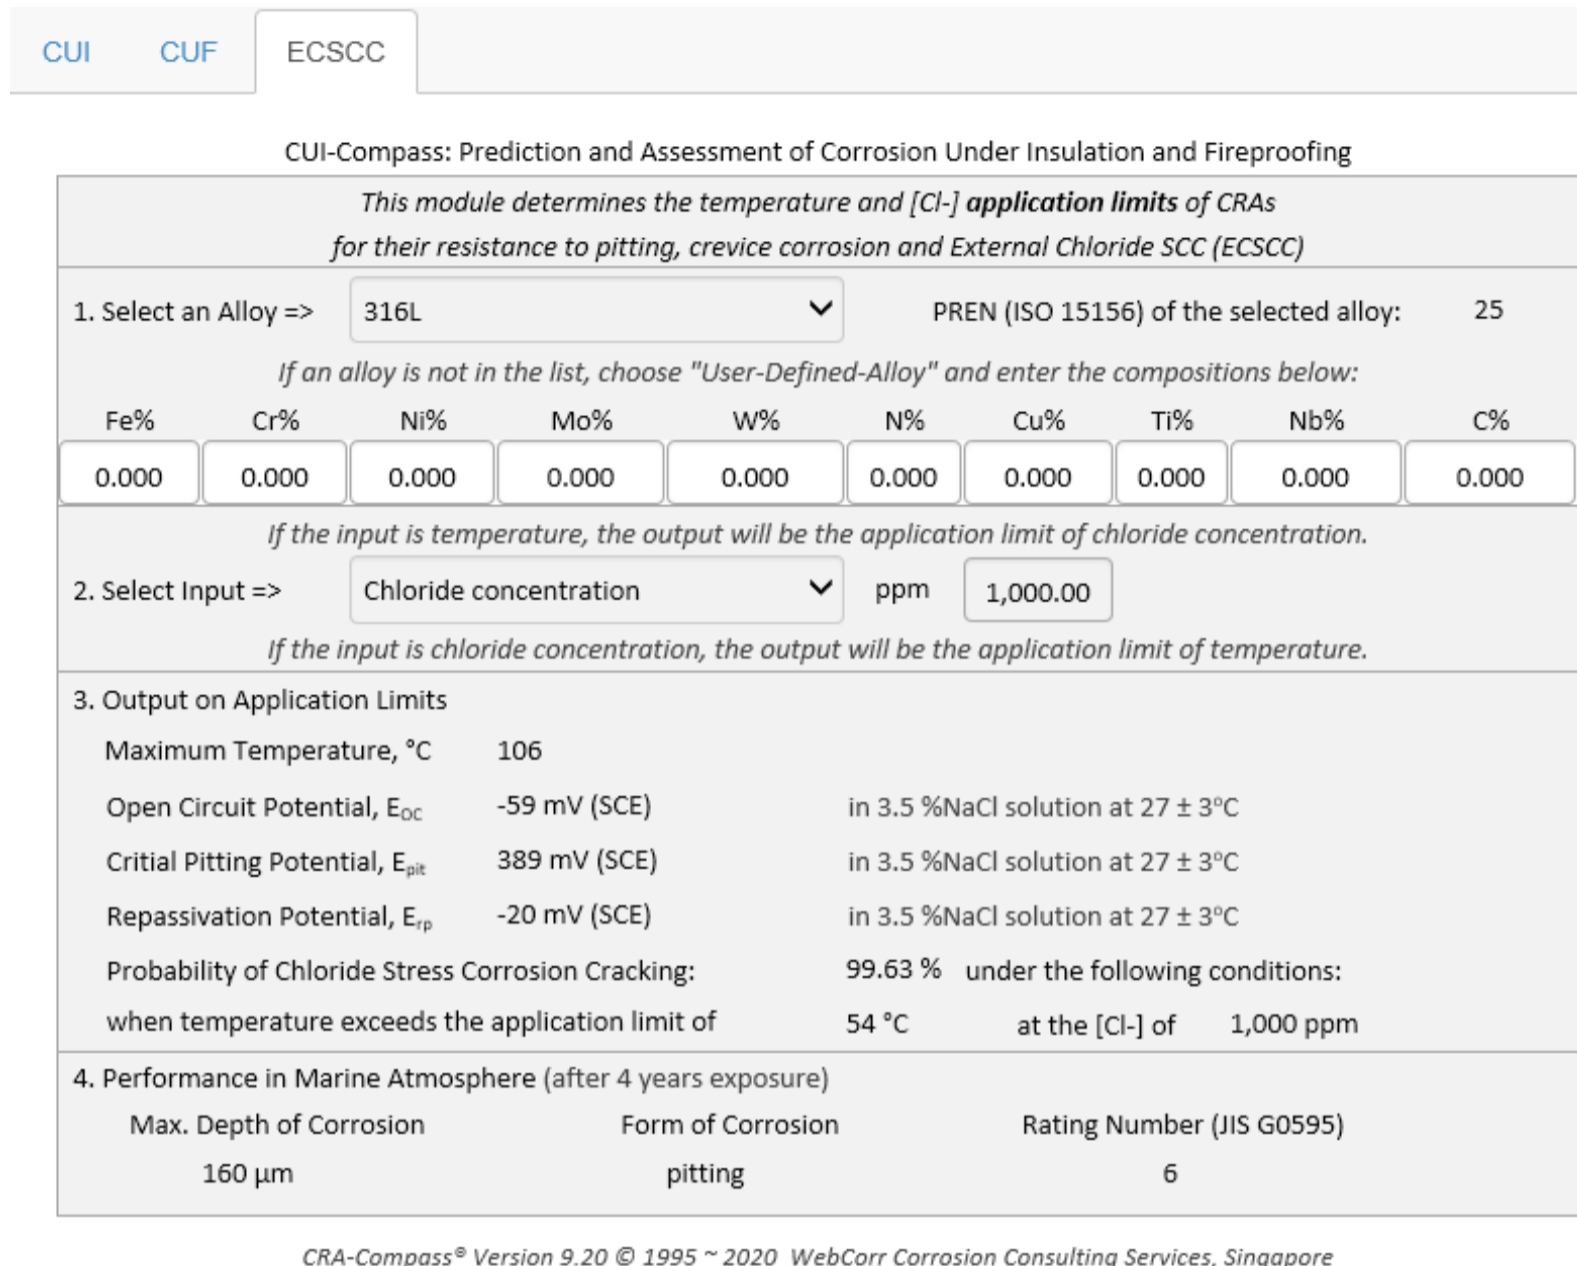 CUI CUF ECSCC
CUI-Compass: Prediction and Assessment of Corrosion Under Insulation and Fireproofing
This module determines the temperature and [Cl-] application limits of CRAs
for their resistance to pitting, crevice corrosion and External Chloride SCC (ECSCC)
1. Select an Alloy => 316L PREN (ISO 15156) of the selected alloy: 25
If an alloy is not in the list, choose "User-Defined-Alloy" and enter the compositions below:
Fe% Cr% Ni% Mo% W% N% Cu% Ti% Nb% C%
0.000 0.000 0.000 0.000 0.000 0.000 0.000 0.000 0.000 0.000
If the input is temperature, the output will be the application limit of chloride concentration.
2. Select Input => Chloride concentration ppm 1,000.00
If the input is chloride concentration, the output will be the application limit of temperature.
3. Output on Application Limits
Maximum Temperature, °C 106
Open Circuit Potential, EOC -59 mV (SCE) in 3.5 %NaCl solution at 27 ± 3°C
Critial Pitting Potential, Epit 389 mV (SCE) in 3.5 %NaCl solution at 27 ± 3°C
Repassivation Potential, Erp -20 mV (SCE) in 3.5 %NaCl solution at 27 ± 3°C
Probability of Chloride Stress Corrosion Cracking: 99.63 % under the following conditions:
when temperature exceeds the application limit of 54 °C at the [Cl-] of 1,000 ppm
4. Performance in Marine Atmosphere (after 4 years exposure)
Max. Depth of Corrosion Form of Corrosion Rating Number (JIS G0595)
160 µm pitting 6
CRA-Compass® Version 9.20 © 1995 ~ 2020 WebCorr Corrosion Consulting Services, Singapore